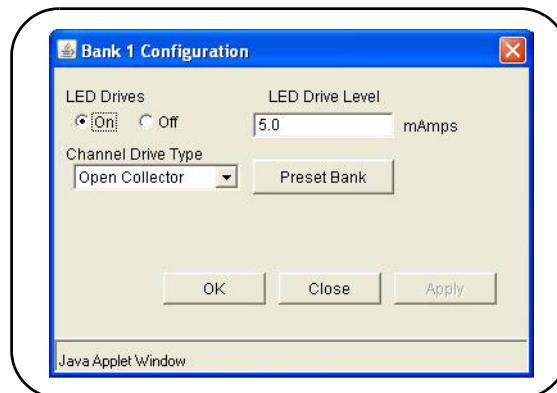 Bank 1 Configuration
LED Drives
LED Drive Level
On
Off
5.0
mAmps
Channel Drive Type
Open Collector
Preset Bank
OK
Close
Apply
Java Applet Window